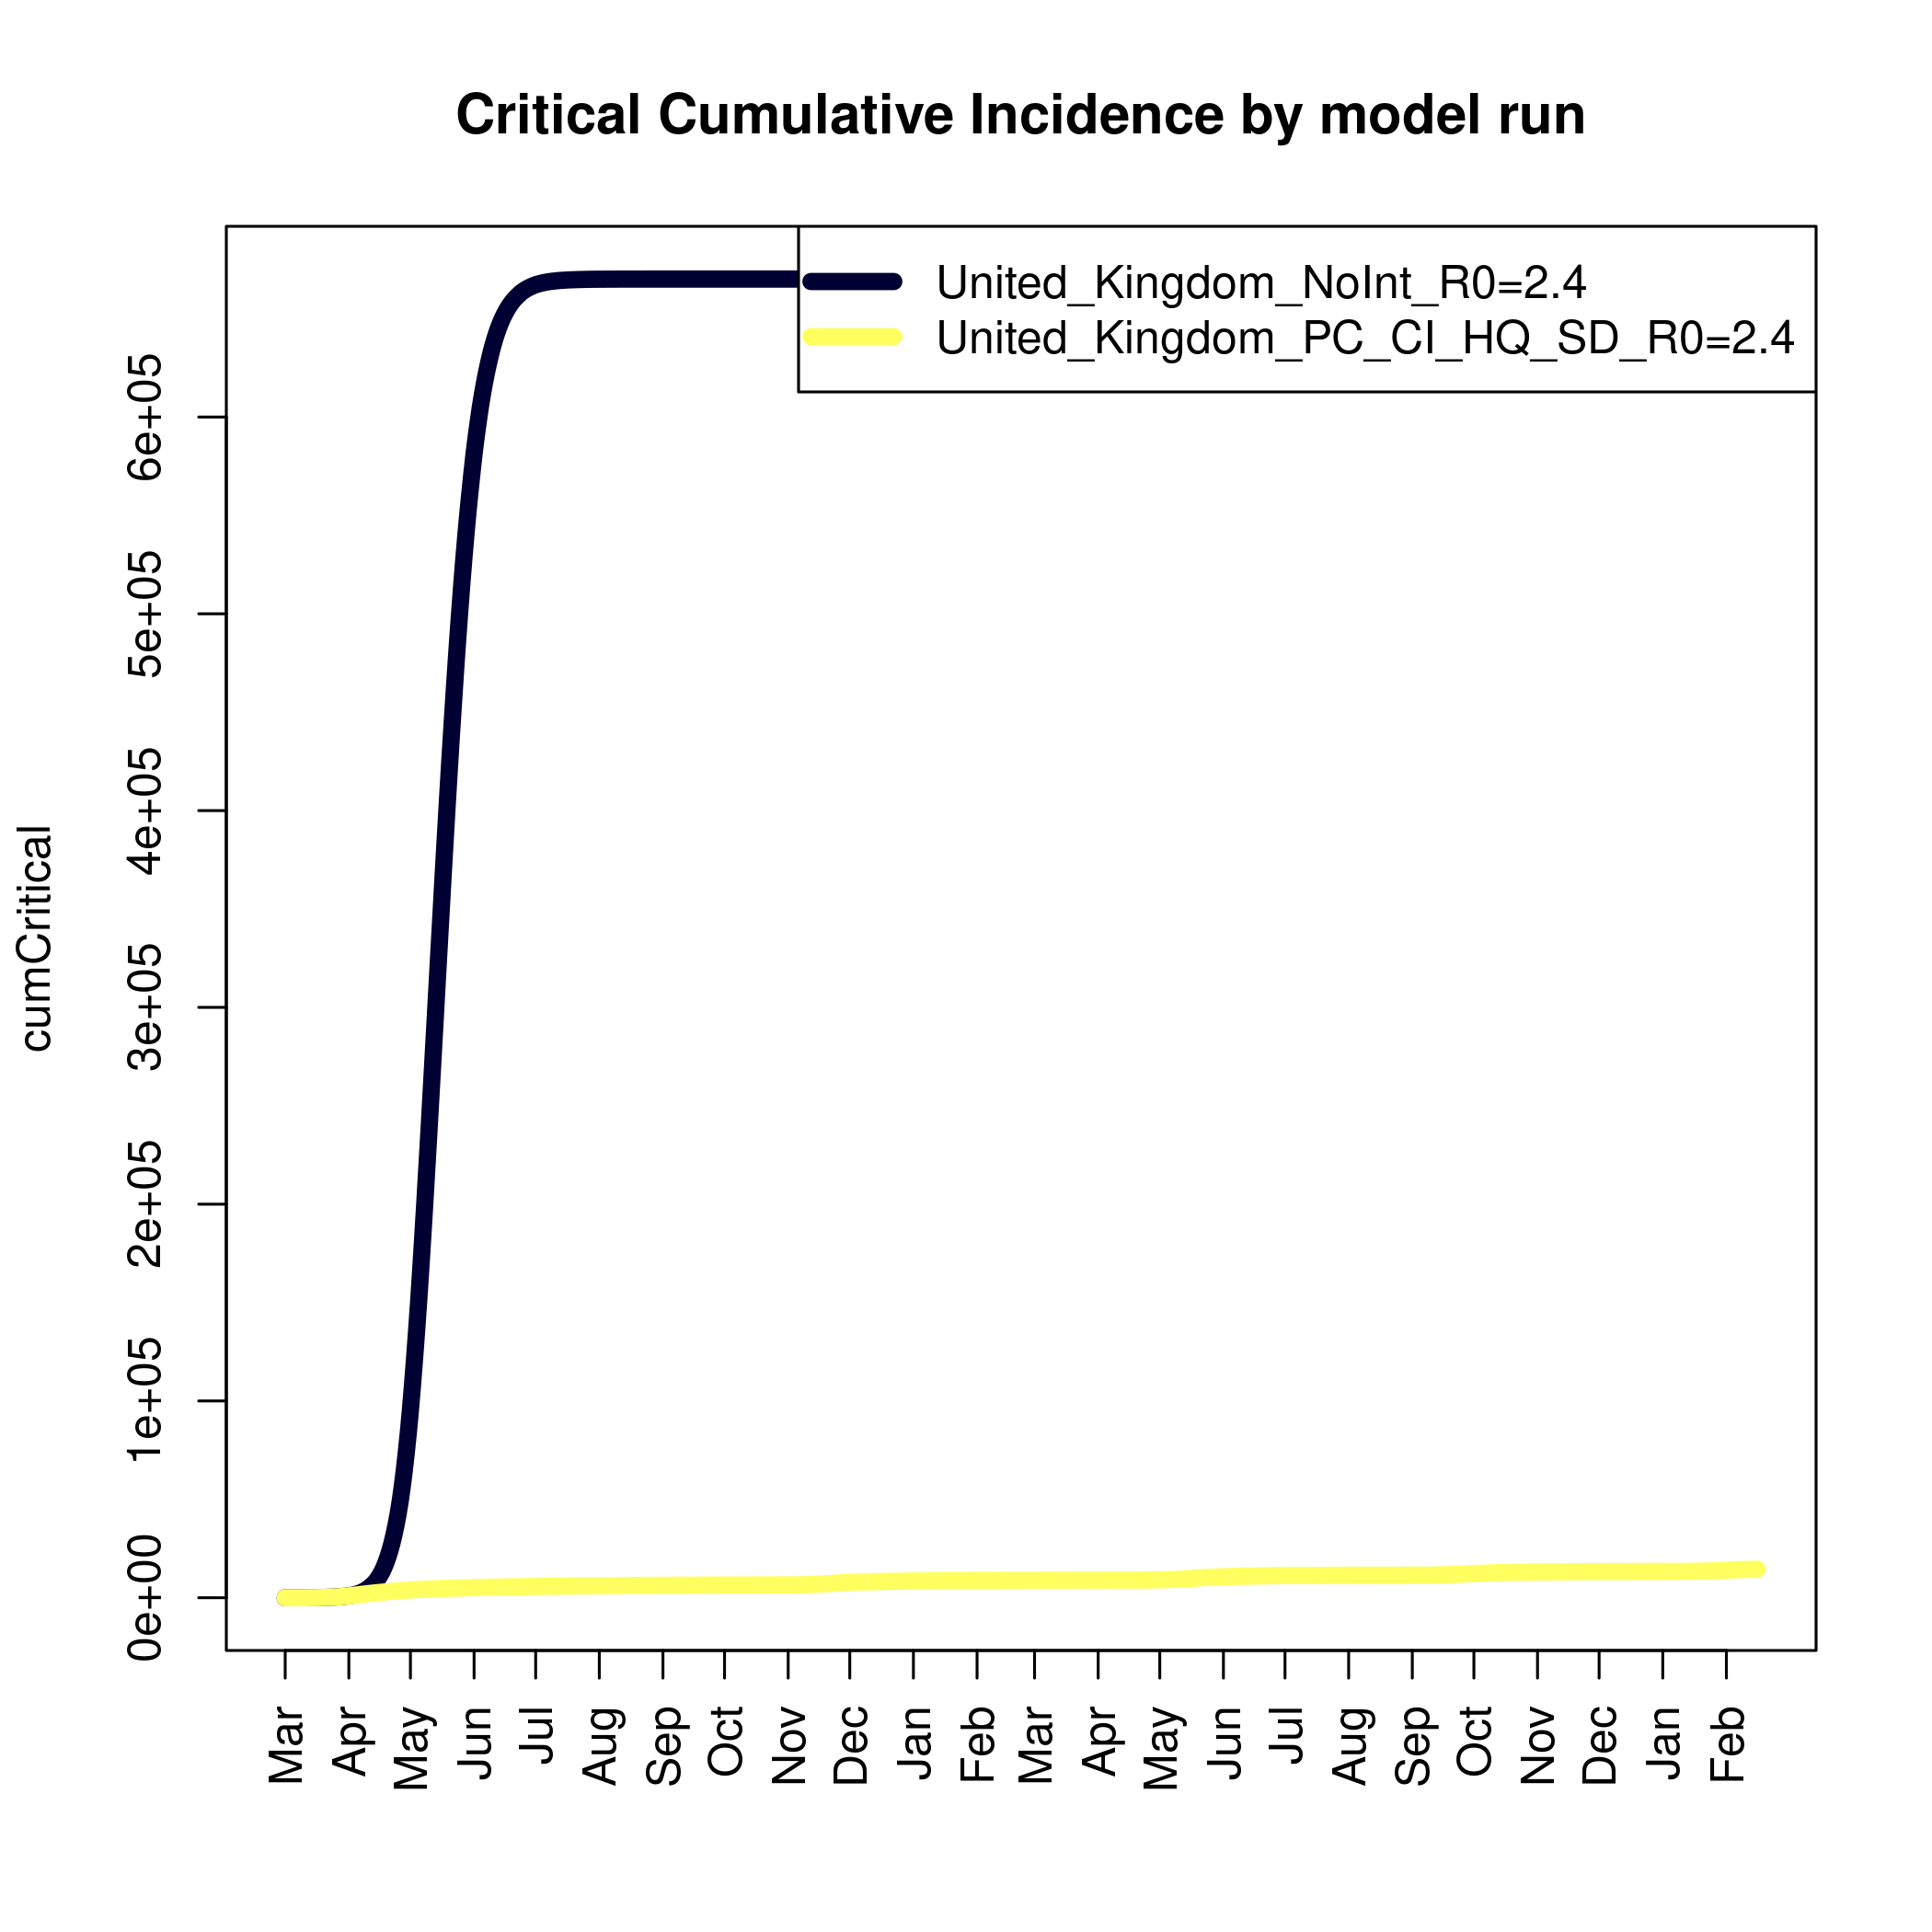 Critical Cumulative Incidence by model run
United_Kingdom_NoInt_R0=2.4
United_Kingdom_PC_CI_HQ_SD_R0=2.4
cumCritical
6e+05
5e+05
4e+05
3e+05
2e+05
1e+05
0e+00
Mar Apr May Jun Jul Aug Sep Oct Nov Dec Jan Feb Mar Apr May Jun Jul Aug Sep Oct Nov Dec Jan Feb